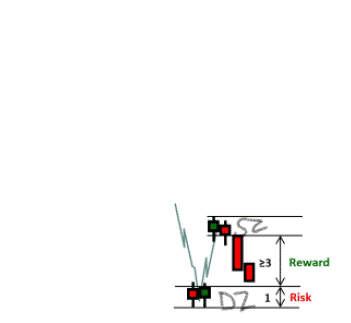 SZ
≥3 Reward
DZ 1 Risk